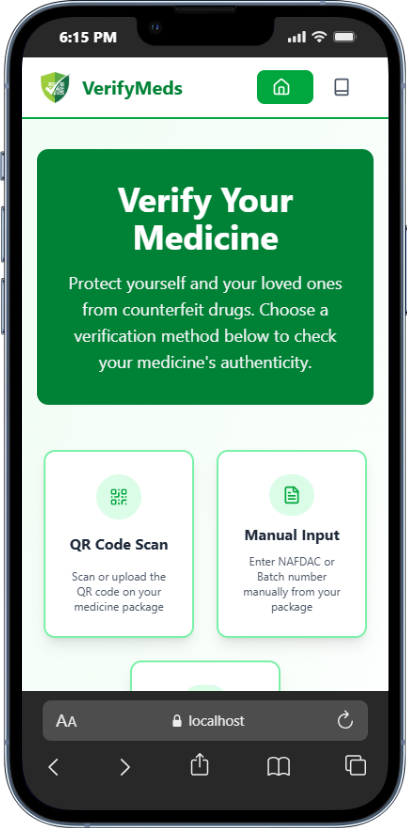 6:15 PM
VerifyMeds
Verify Your
Medicine
Protect yourself and your loved ones
from counterfeit drugs. Choose a
verification method below to check
your medicine's authenticity.
QR Code Scan
Scan or upload the
QR code on your
medicine package
Manual Input
Enter NAFDAC or
Batch number
manually from your
package
AA
localhost